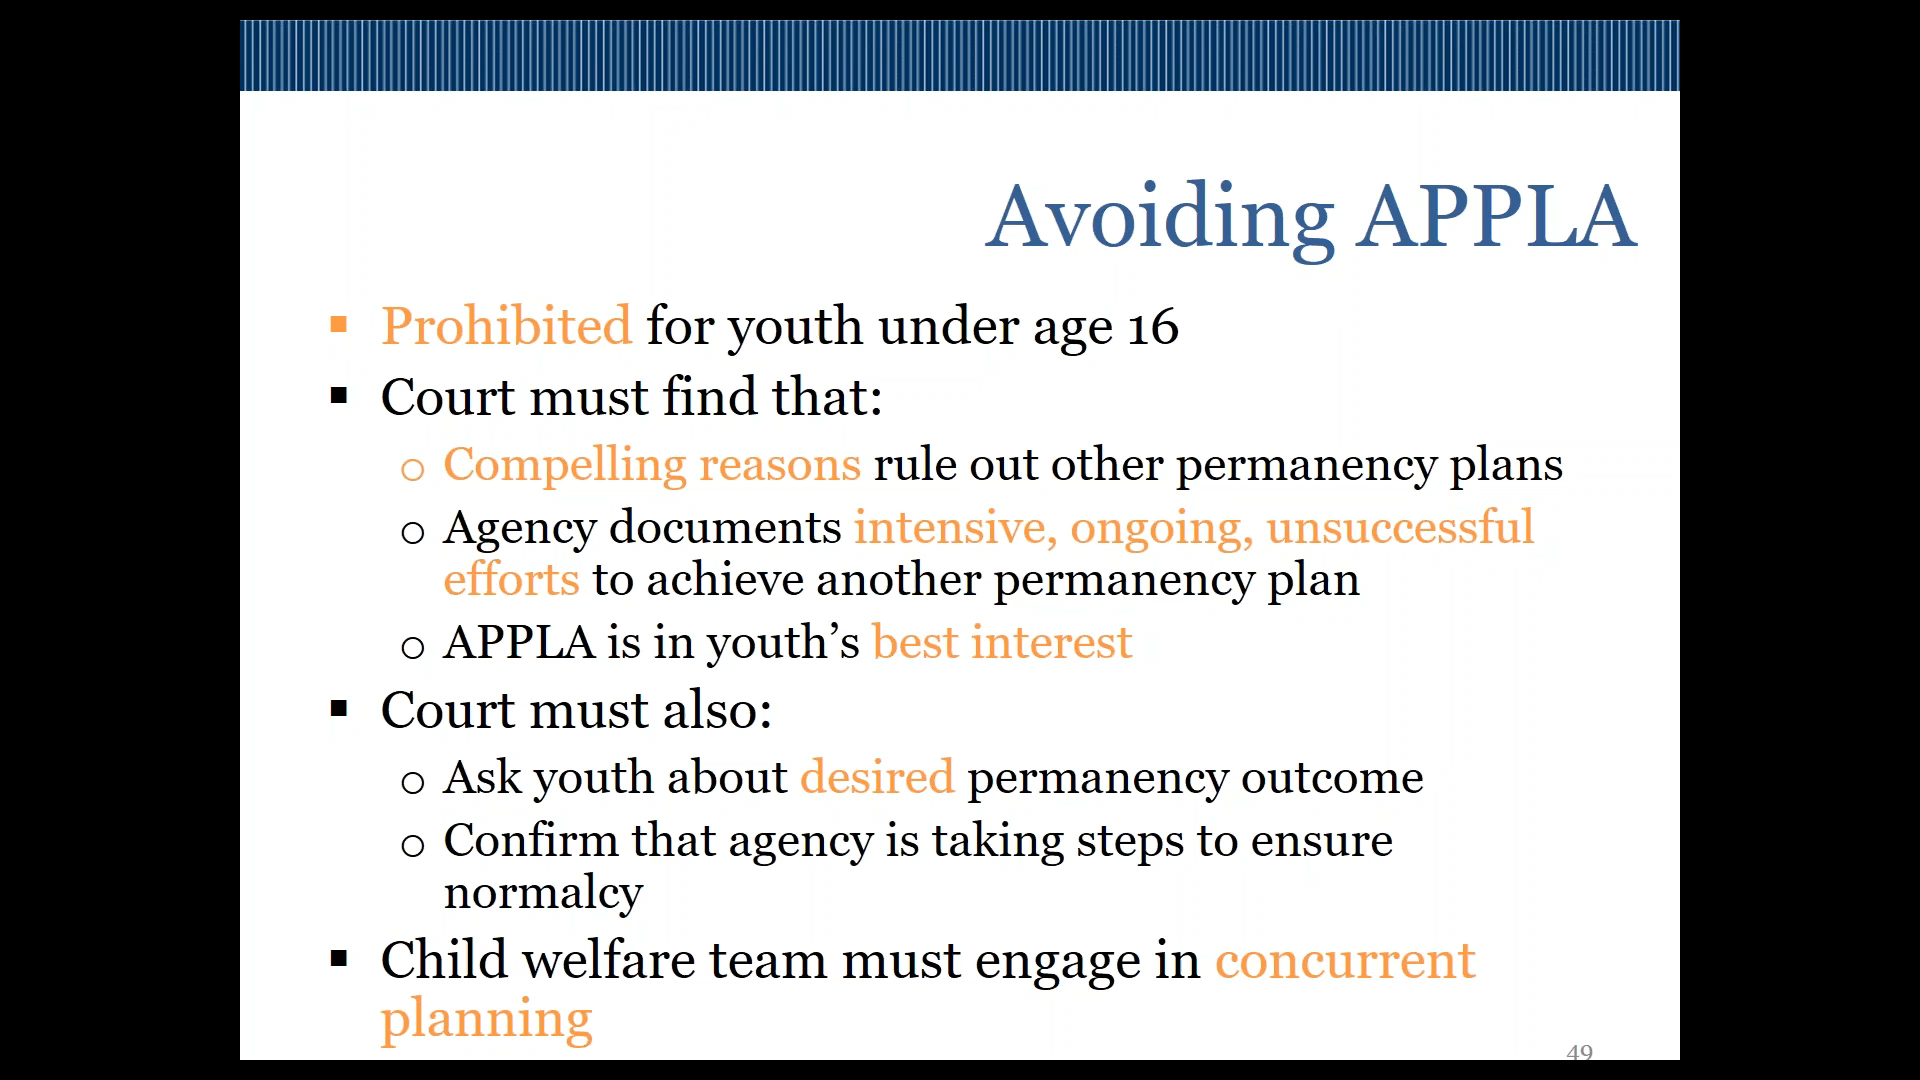 Avoiding APPLA
▪ Prohibited for youth under age 16
▪ Court must find that:
o Compelling reasons rule out other permanency plans
o Agency documents intensive, ongoing, unsuccessful
efforts to achieve another permanency plan
o APPLA is in youth’s best interest
▪ Court must also:
o Ask youth about desired permanency outcome
o Confirm that agency is taking steps to ensure
normalcy
▪ Child welfare team must engage in concurrent
planning
49